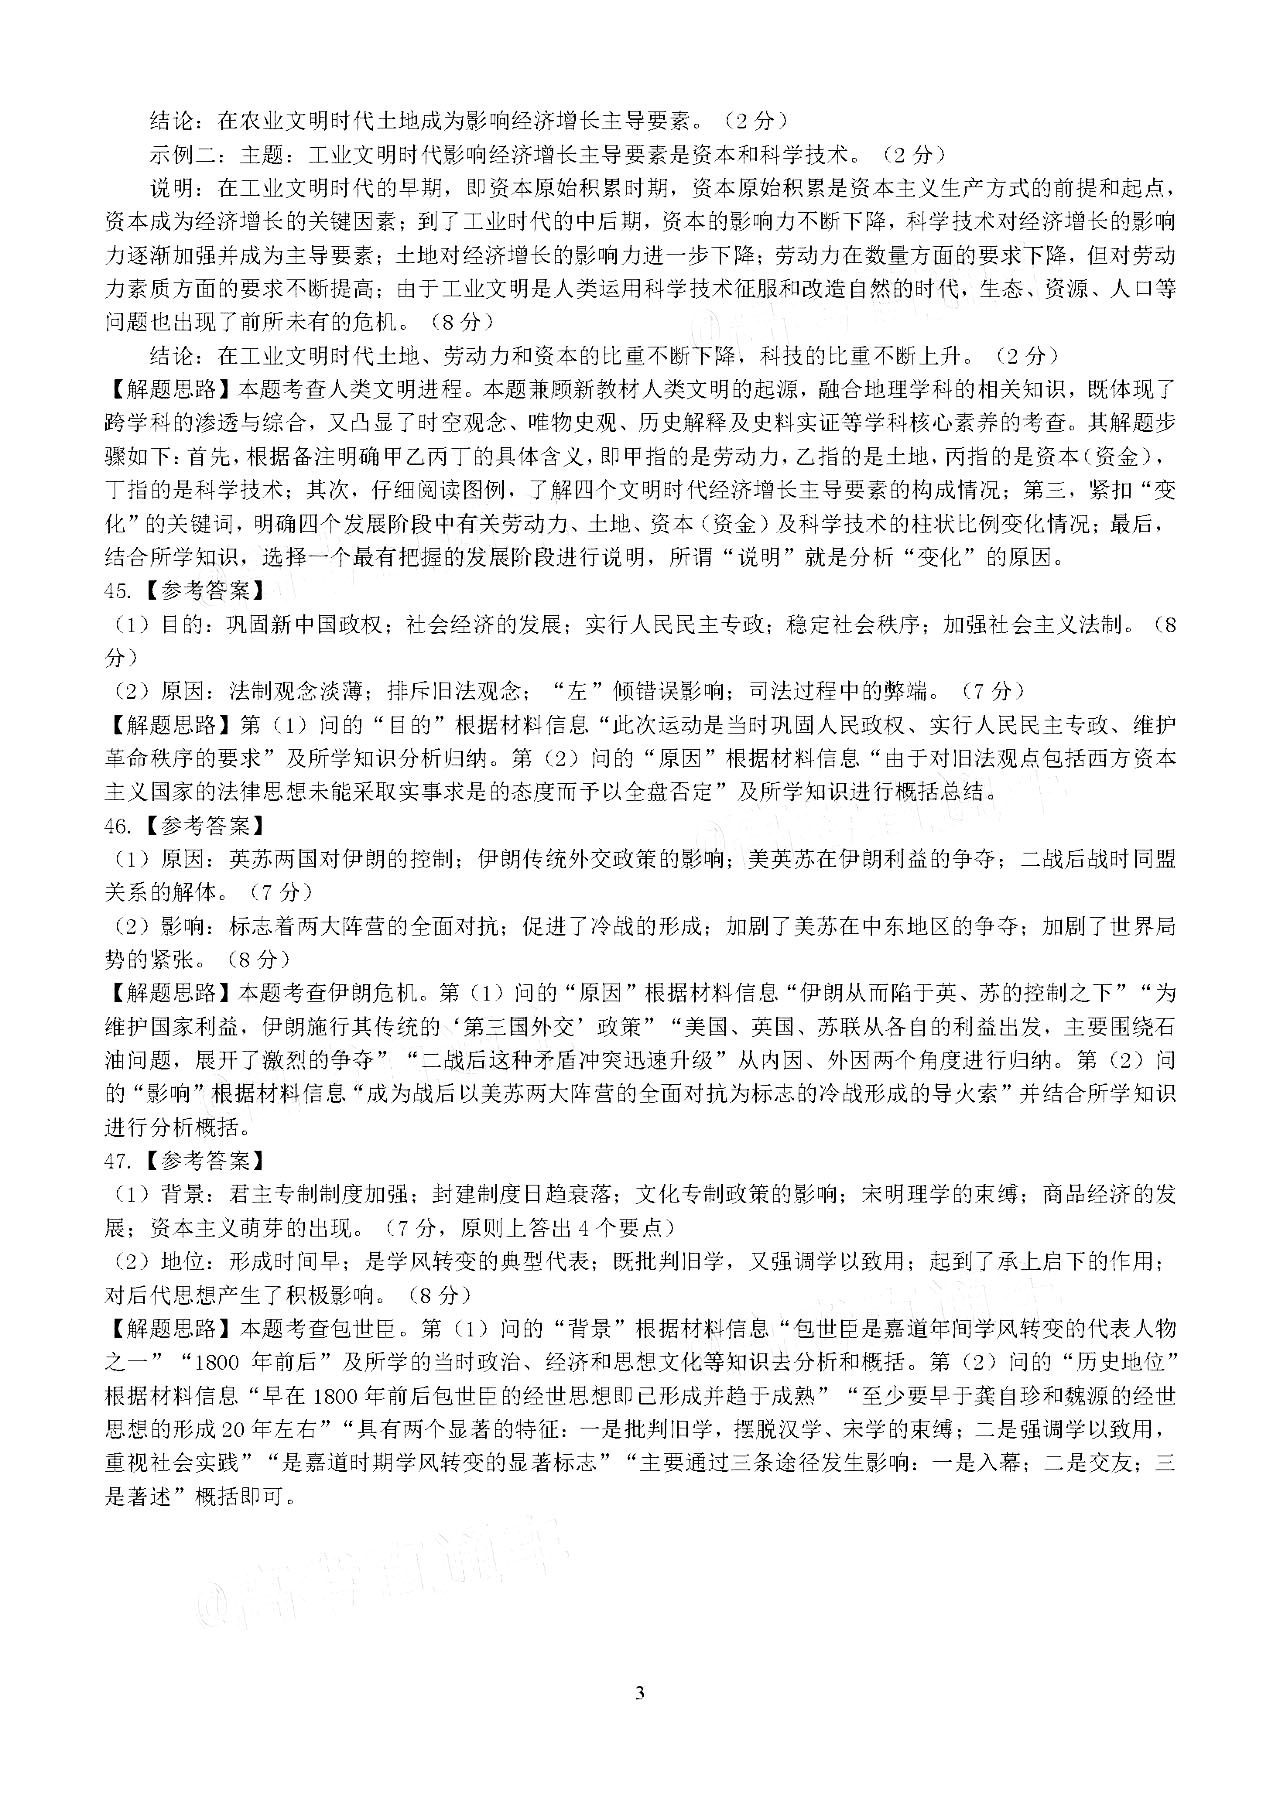 结论：在农业文明时代土地成为影响经济增长主导要素。（2分）
示例二：主题：工业文明时代影响经济增长主导要素是资本和科学技术。（2分）
说明：在工业文明时代的早期，即资本原始积累时期，资本原始积累是资本主义生产方式的前提和起点，
资本成为经济增长的关键因素；到了工业时代的中后期，资本的影响力不断下降，科学技术对经济增长的影响
力逐渐加强并成为主导要素；土地对经济增长的影响力进一步下降；劳动力在数量方面的要求下降，但对劳动
力素质方面的要求不断提高；由于工业文明是人类运用科学技术征服和改造自然的时代，生态、资源、人口等
问题也出现了前所未有的危机。（8分）
结论：在工业文明时代土地、劳动力和资本的比重不断下降，科技的比重不断上升。（2分）
【解题思路】本题考查人类文明进程。本题兼顾新教材人类文明的起源，融合地理学科的相关知识，既体现了
跨学科的渗透与综合，又凸显了时空观念、唯物史观、历史解释及史料实证等学科核心素养的考查。其解题步
骤如下：首先，根据备注明确甲乙丙丁的具体含义，即甲指的是劳动力，乙指的是土地，丙指的是资本（资金），
丁指的是科学技术；其次，仔细阅读图例，了解四个文明时代经济增长主导要素的构成情况；第三，紧扣“变
化”的关键词，明确四个发展阶段中有关劳动力、土地、资本（资金）及科学技术的柱状比例变化情况；最后，
结合所学知识，选择一个最有把握的发展阶段进行说明，所谓“说明”就是分析“变化”的原因。
45.【参考答案】
（1）目的：巩固新中国政权；社会经济的发展；实行人民民主专政；稳定社会秩序；加强社会主义法制。（8
分）
（2）原因：法制观念淡薄；排斥旧法观念；“左”倾错误影响；司法过程中的弊端。（7分）
【解题思路】第（1）问的“目的”根据材料信息“此次运动是当时巩固人民政权、实行人民民主专政、维护
革命秩序的要求”及所学知识分析归纳。第（2）问的“原因”根据材料信息“由于对旧法观点包括西方资本
主义国家的法律思想未能采取实事求是的态度而予以全盘否定”及所学知识进行概括总结。
46.【参考答案】
（1）原因：英苏两国对伊朗的控制；伊朗传统外交政策的影响；美英苏在伊朗利益的争夺；二战后战时同盟
关系的解体。（7分）
（2）影响：标志着两大阵营的全面对抗；促进了冷战的形成；加剧了美苏在中东地区的争夺；加剧了世界局
势的紧张。（8分）
【解题思路】本题考查伊朗危机。第（1）问的“原因”根据材料信息“伊朗从而陷于英、苏的控制之下”“为
维护国家利益，伊朗施行其传统的‘第三国外交’政策”“美国、英国、苏联从各自的利益出发，主要围绕石
油问题，展开了激烈的争夺”“二战后这种矛盾冲突迅速升级”从内因、外因两个角度进行归纳。第（2）问
的“影响”根据材料信息“成为战后以美苏两大阵营的全面对抗为标志的冷战形成的导火索”并结合所学知识
进行分析概括。
47.【参考答案】
（1）背景：君主专制制度加强；封建制度日趋衰落；文化专制政策的影响；宋明理学的束缚；商品经济的发
展；资本主义萌芽的出现。（7分，原则上答出4个要点）
（2）地位：形成时间早；是学风转变的典型代表；既批判旧学，又强调学以致用；起到了承上启下的作用；
对后代思想产生了积极影响。（8分）
【解题思路】本题考查包世臣。第（1）问的“背景”根据材料信息“包世臣是嘉道年间学风转变的代表人物
之一”“1800 年前后”及所学的当时政治、经济和思想文化等知识去分析和概括。第（2）问的“历史地位”
根据材料信息“早在1800年前后包世臣的经世思想即已形成并趋于成熟”“至少要早于龚自珍和魏源的经世
思想的形成20年左右”“具有两个显著的特征：一是批判旧学，摆脱汉学、宋学的束缚；二是强调学以致用，
重视社会实践”“是嘉道时期学风转变的显著标志”“主要通过三条途径发生影响：一是入幕；二是交友；三
是著述”概括即可。
3